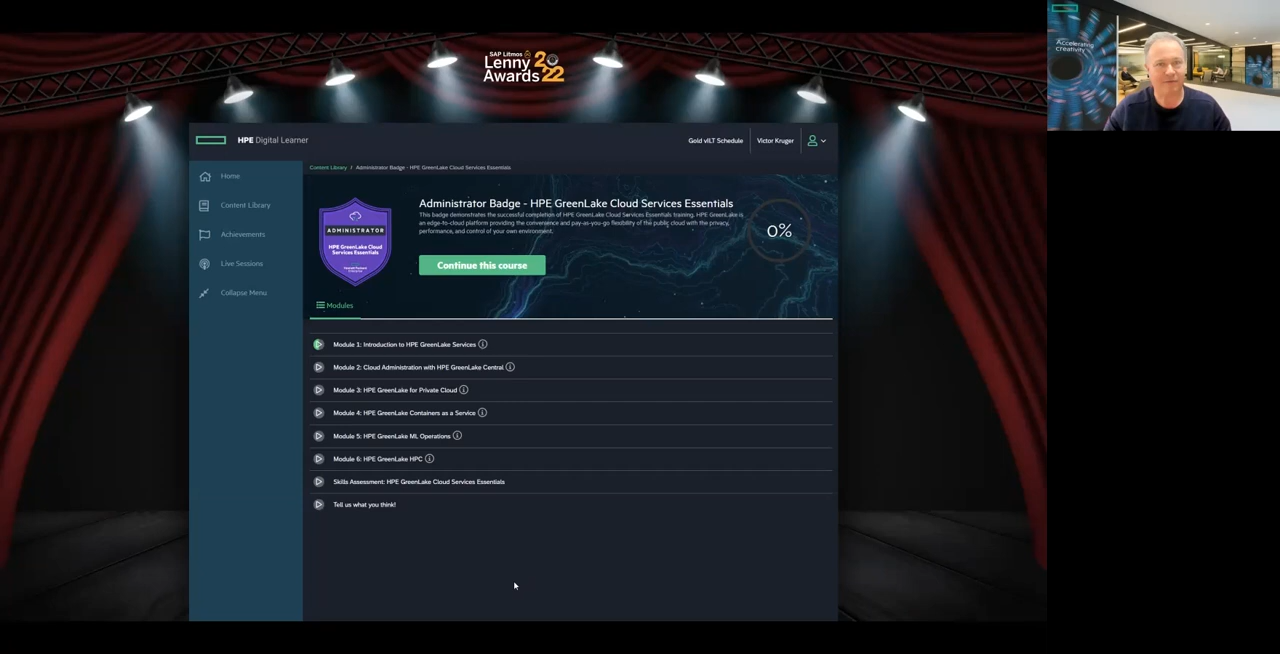 SAP Litmos
Lenny
Awards
2022
Accelerating
creativity
HPE Digital Learner
Gold vILT Schedule
Victor Kruger
Home
Content Library
Achievements
Live Sessions
Collapse Menu
Content Library / Administrator Badge - HPE GreenLake Cloud Services Essentials
ADMINISTRATOR
HPE GreenLake Cloud
Services Essentials
Hewlett Packard
Enterprise
Administrator Badge - HPE GreenLake Cloud Services Essentials
This badge demonstrates the successful completion of HPE GreenLake Cloud Services Essentials training. HPE GreenLake is
an edge-to-cloud platform providing the convenience and pay-as-you-go flexibility of the public cloud with the privacy,
performance, and control of your own environment.
0%
Continue this course
Modules
Module 1: Introduction to HPE GreenLake Services
Module 2: Cloud Administration with HPE GreenLake Central
Module 3: HPE GreenLake for Private Cloud
Module 4: HPE GreenLake Containers as a Service
Module 5: HPE GreenLake ML Operations
Module 6: HPE GreenLake HPC
Skills Assessment: HPE GreenLake Cloud Services Essentials
Tell us what you think!